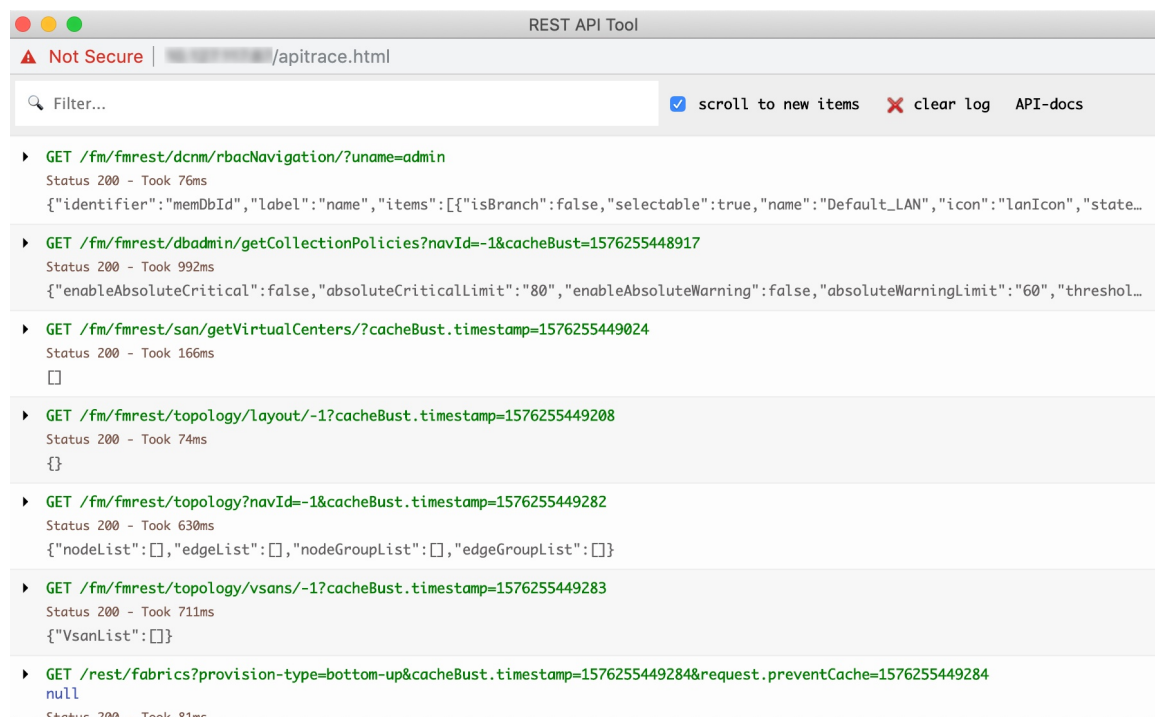 REST API Tool
Not Secure /apitrace.html
Filter... scroll to new items clear log API-docs
GET /fm/fmrest/dcnm/rbacNavigation/?uname=admin
Status 200 - Took 76ms
{"identifier":"memDbId","label":"name","items":[{"isBranch":false,"selectable":true,"name":"Default_LAN","icon":"lanIcon","state…
GET /fm/fmrest/dbadmin/getCollectionPolicies?navId=-1&cacheBust=1576255448917
Status 200 - Took 992ms
{"enableAbsoluteCritical":false,"absoluteCriticalLimit":"80","enableAbsoluteWarning":false,"absoluteWarningLimit":"60","threshol…
GET /fm/fmrest/san/getVirtualCenters/?cacheBust.timestamp=1576255449024
Status 200 - Took 166ms
[]
GET /fm/fmrest/topology/layout/-1?cacheBust.timestamp=1576255449208
Status 200 - Took 74ms
{}
GET /fm/fmrest/topology?navId=-1&cacheBust.timestamp=1576255449282
Status 200 - Took 630ms
{"nodeList":[],"edgeList":[],"nodeGroupList":[],"edgeGroupList":[]}
GET /fm/fmrest/topology/vsans/-1?cacheBust.timestamp=1576255449283
Status 200 - Took 711ms
{"VsanList":[]}
GET /rest/fabrics?provision-type=bottom-up&cacheBust.timestamp=1576255449284&request.preventCache=1576255449284
null
Status 200 - Took 81ms